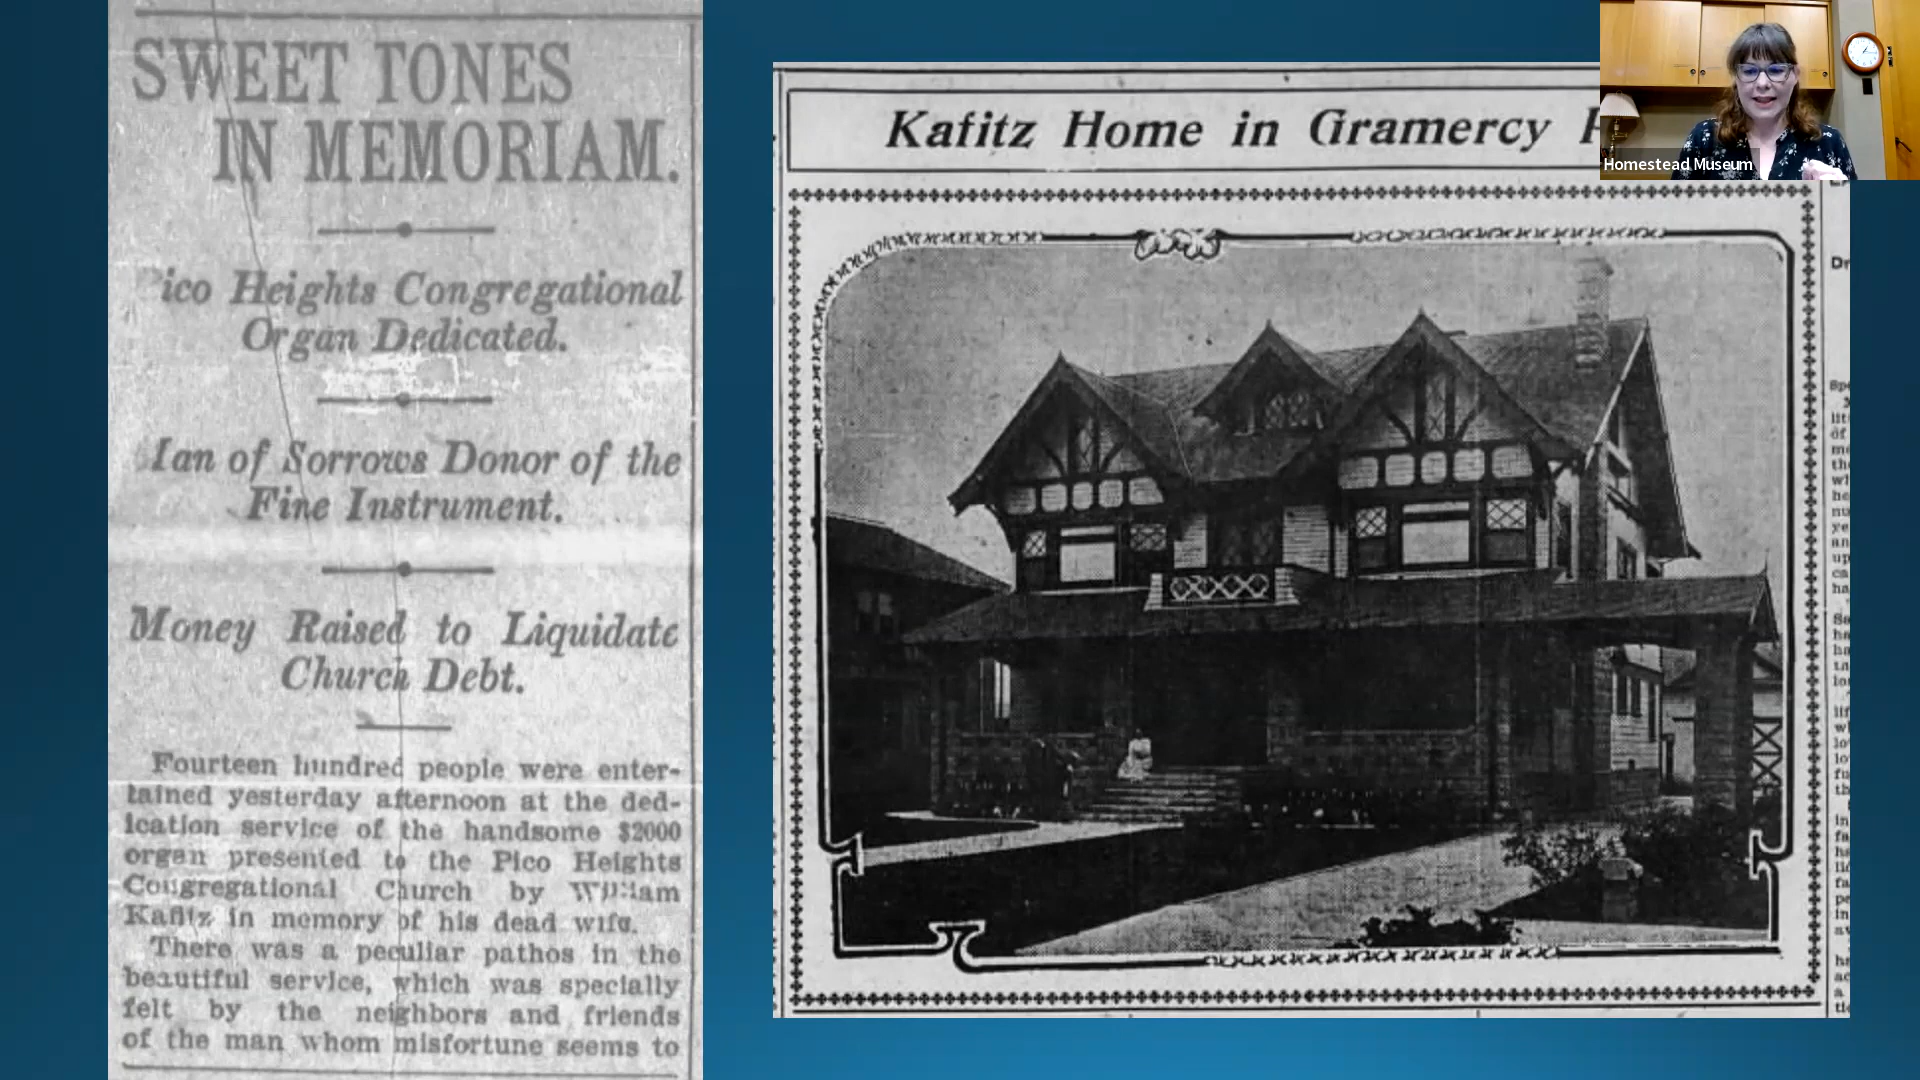 SWEET TONES
IN MEMORIAM.
ico Heights Congregational
Organ Dedicated.
Ian of Sorrows Donor of the
Fine Instrument.
Money Raised to Liquidate
Church Debt.
Fourteen hundred people were enter-
tained yesterday afternoon at the ded-
ication service of the handsome $2000
organ presented to the Pico Heights
Congregational Church by William
Kafitz in memory of his dead wife.
There was a peculiar pathos in the
beautiful service, which was specially
felt by the neighbors and friends
of the man whom misfortune seems to
Kafitz Home in Gramercy
Homestead Museum